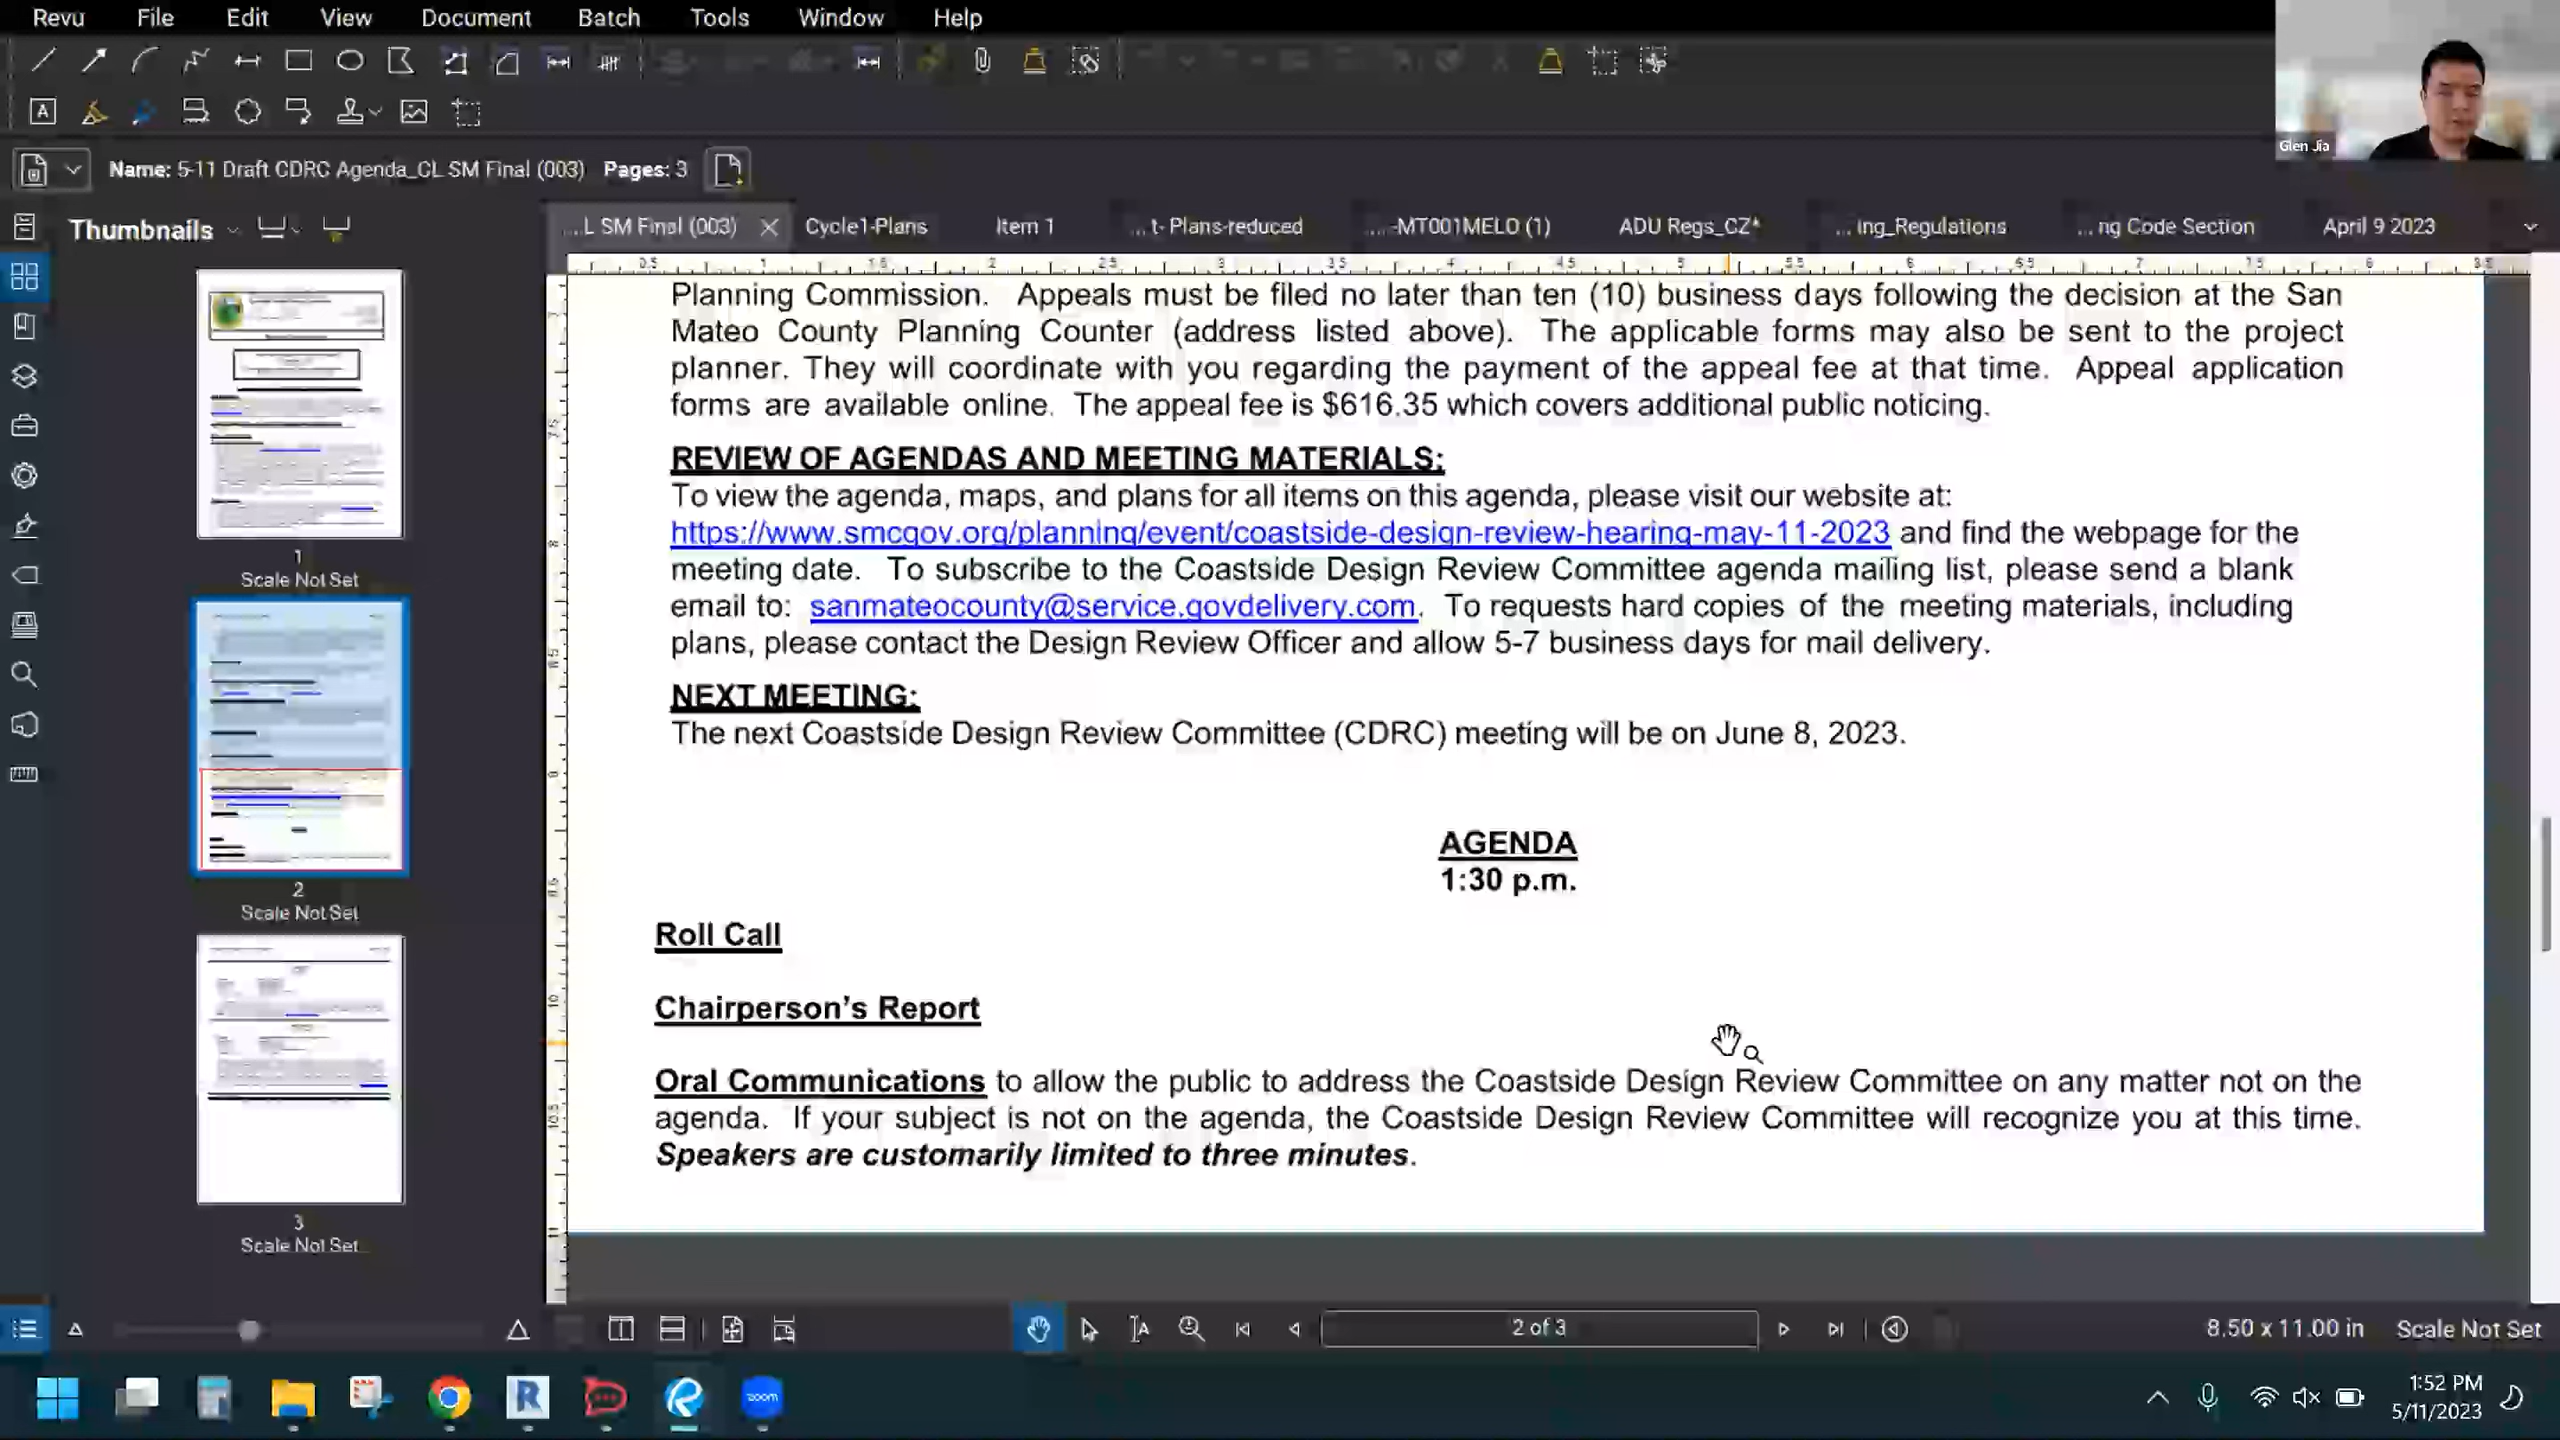 Revu File Edit View Document Batch Tools Window Help
Glen Jia
Name: 5-11 Draft CDRC Agenda_CL SM Final (003) Pages: 3
Thumbnails
...L SM Final (003) Cycle1-Plans Item 1 ...t- Plans-reduced ...-MT001MELO (1) ADU Regs_CZ* ...ing_Regulations ...ng Code Section April 9 2023
Planning Commission. Appeals must be filed no later than ten (10) business days following the decision at the San
Mateo County Planning Counter (address listed above). The applicable forms may also be sent to the project
planner. They will coordinate with you regarding the payment of the appeal fee at that time. Appeal application
forms are available online. The appeal fee is $616.35 which covers additional public noticing.
REVIEW OF AGENDAS AND MEETING MATERIALS:
To view the agenda, maps, and plans for all items on this agenda, please visit our website at:
https://www.smcgov.org/planning/event/coastside-design-review-hearing-may-11-2023 and find the webpage for the
meeting date. To subscribe to the Coastside Design Review Committee agenda mailing list, please send a blank
email to: sanmateocounty@service.govdelivery.com. To requests hard copies of the meeting materials, including
plans, please contact the Design Review Officer and allow 5-7 business days for mail delivery.
NEXT MEETING:
The next Coastside Design Review Committee (CDRC) meeting will be on June 8, 2023.
AGENDA
1:30 p.m.
Roll Call
Chairperson's Report
Oral Communications to allow the public to address the Coastside Design Review Committee on any matter not on the
agenda. If your subject is not on the agenda, the Coastside Design Review Committee will recognize you at this time.
Speakers are customarily limited to three minutes.
1
Scale Not Set
2
Scale Not Set
3
Scale Not Set
2 of 3
8.50 x 11.00 in Scale Not Set
zoom
1:52 PM
5/11/2023